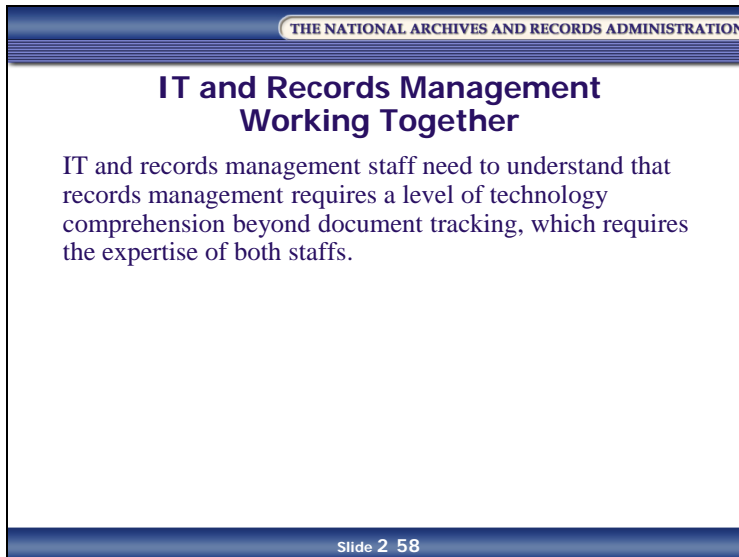 THE NATIONAL ARCHIVES AND RECORDS ADMINISTRATION
IT and Records Management
Working Together
IT and records management staff need to understand that
records management requires a level of technology
comprehension beyond document tracking, which requires
the expertise of both staffs.
Slide 2 58